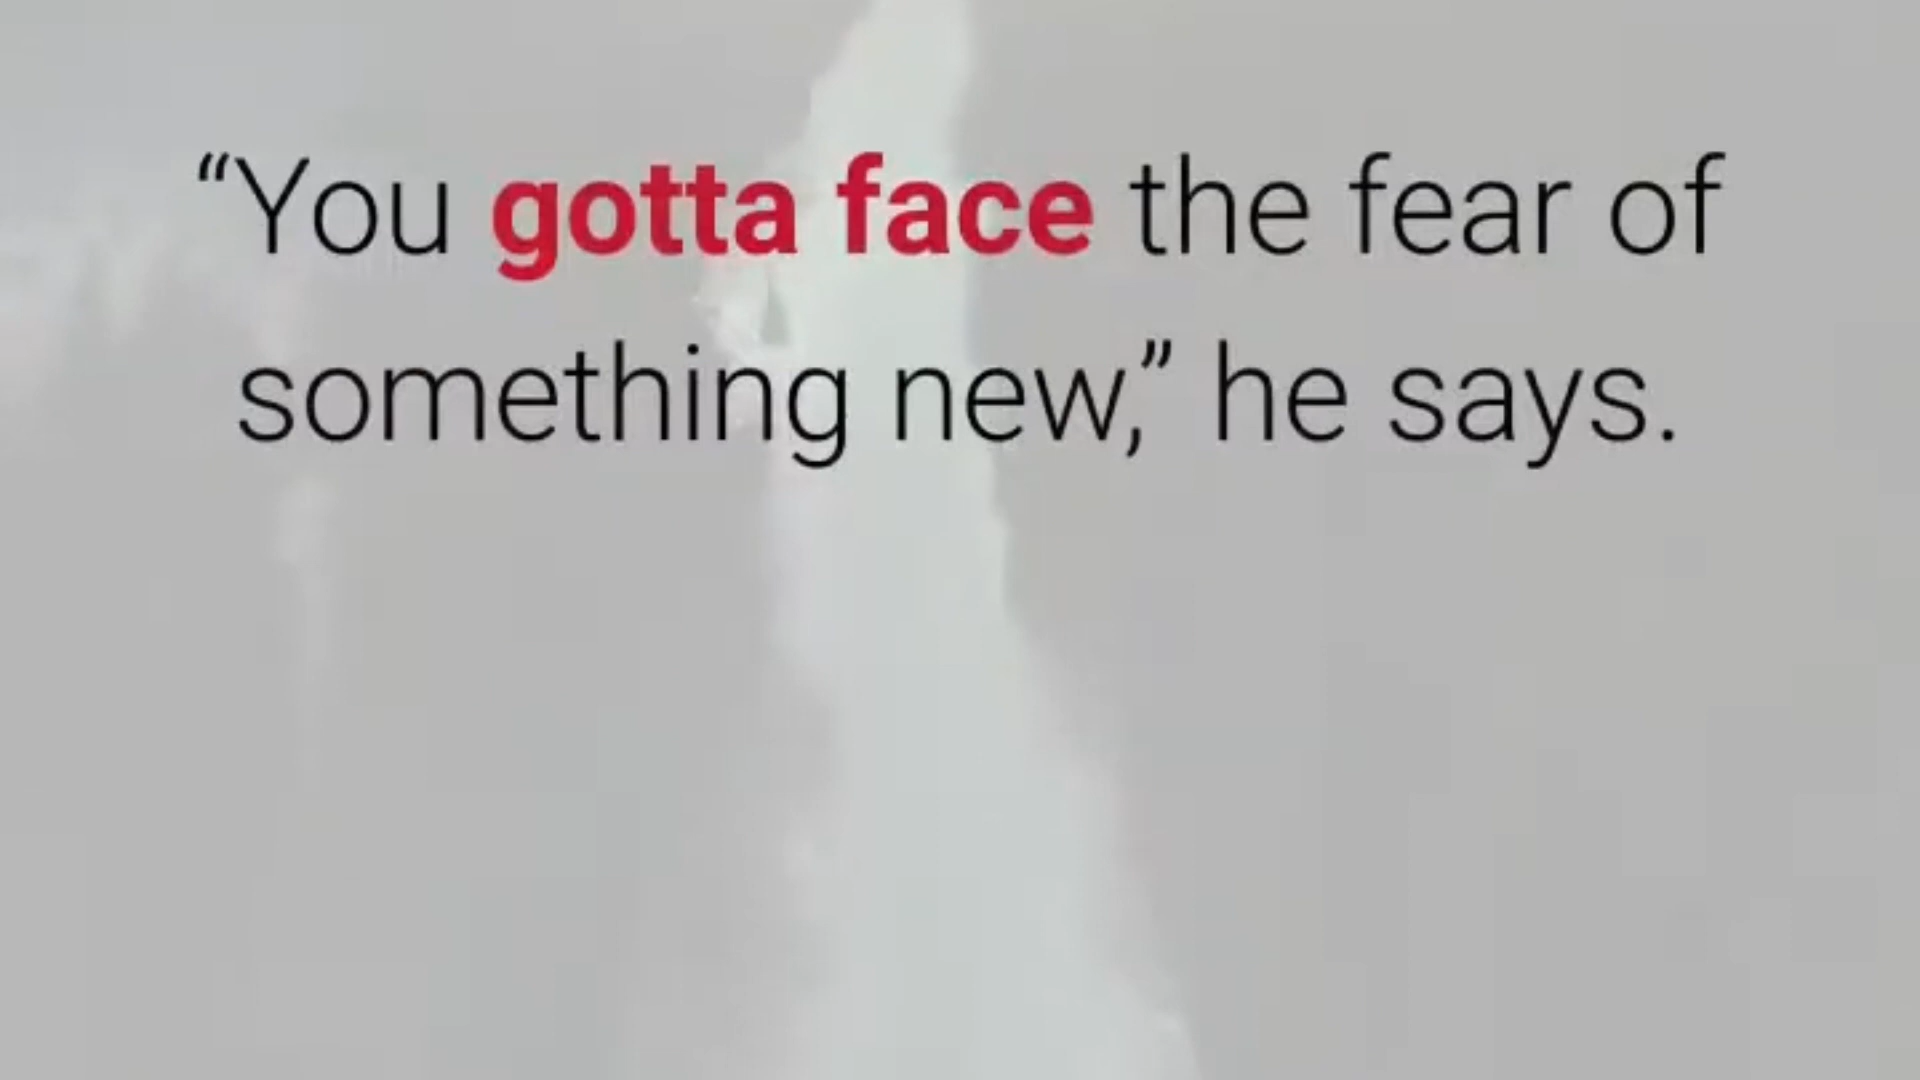 “You gotta face the fear of
something new,” he says.